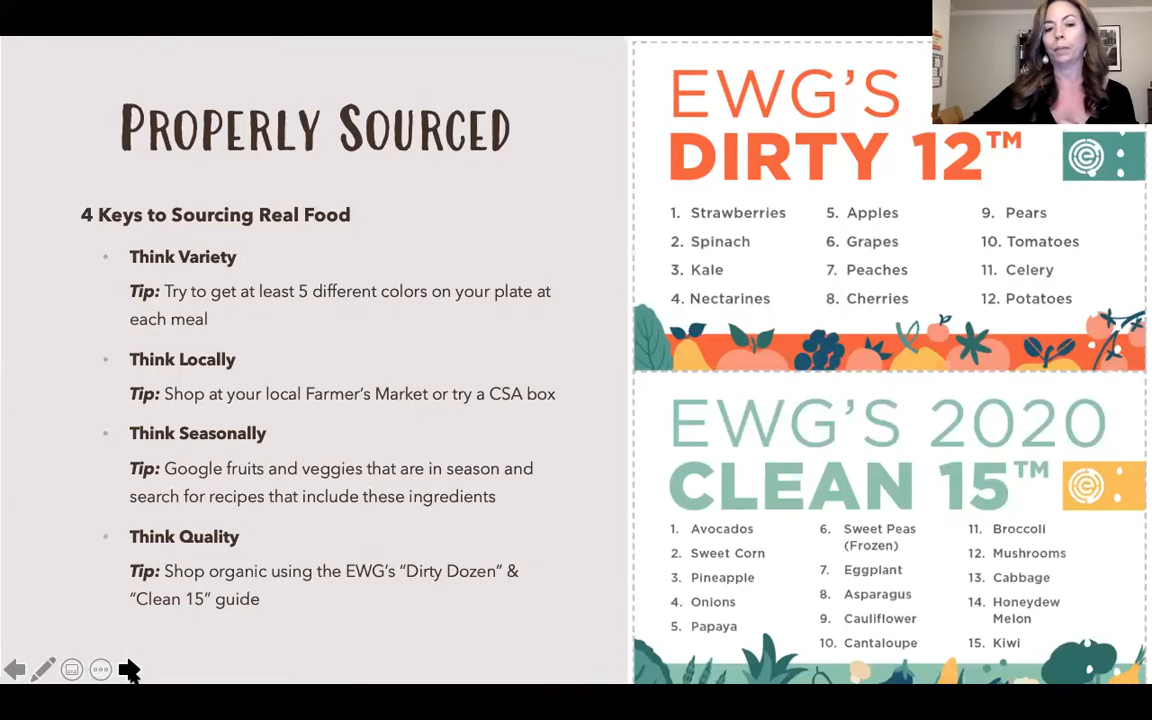 PROPERLY SOURCED
4 Keys to Sourcing Real Food
• Think Variety
Tip: Try to get at least 5 different colors on your plate at
each meal
• Think Locally
Tip: Shop at your local Farmer's Market or try a CSA box
• Think Seasonally
Tip: Google fruits and veggies that are in season and
search for recipes that include these ingredients
• Think Quality
Tip: Shop organic using the EWG's “Dirty Dozen” &
“Clean 15” guide
EWG'S
DIRTY 12™
1. Strawberries
2. Spinach
3. Kale
4. Nectarines
5. Apples
6. Grapes
7. Peaches
8. Cherries
9. Pears
10. Tomatoes
11. Celery
12. Potatoes
EWG'S 2020
CLEAN 15™
1. Avocados
2. Sweet Corn
3. Pineapple
4. Onions
5. Papaya
6. Sweet Peas
(Frozen)
7. Eggplant
8. Asparagus
9. Cauliflower
10. Cantaloupe
11. Broccoli
12. Mushrooms
13. Cabbage
14. Honeydew
Melon
15. Kiwi